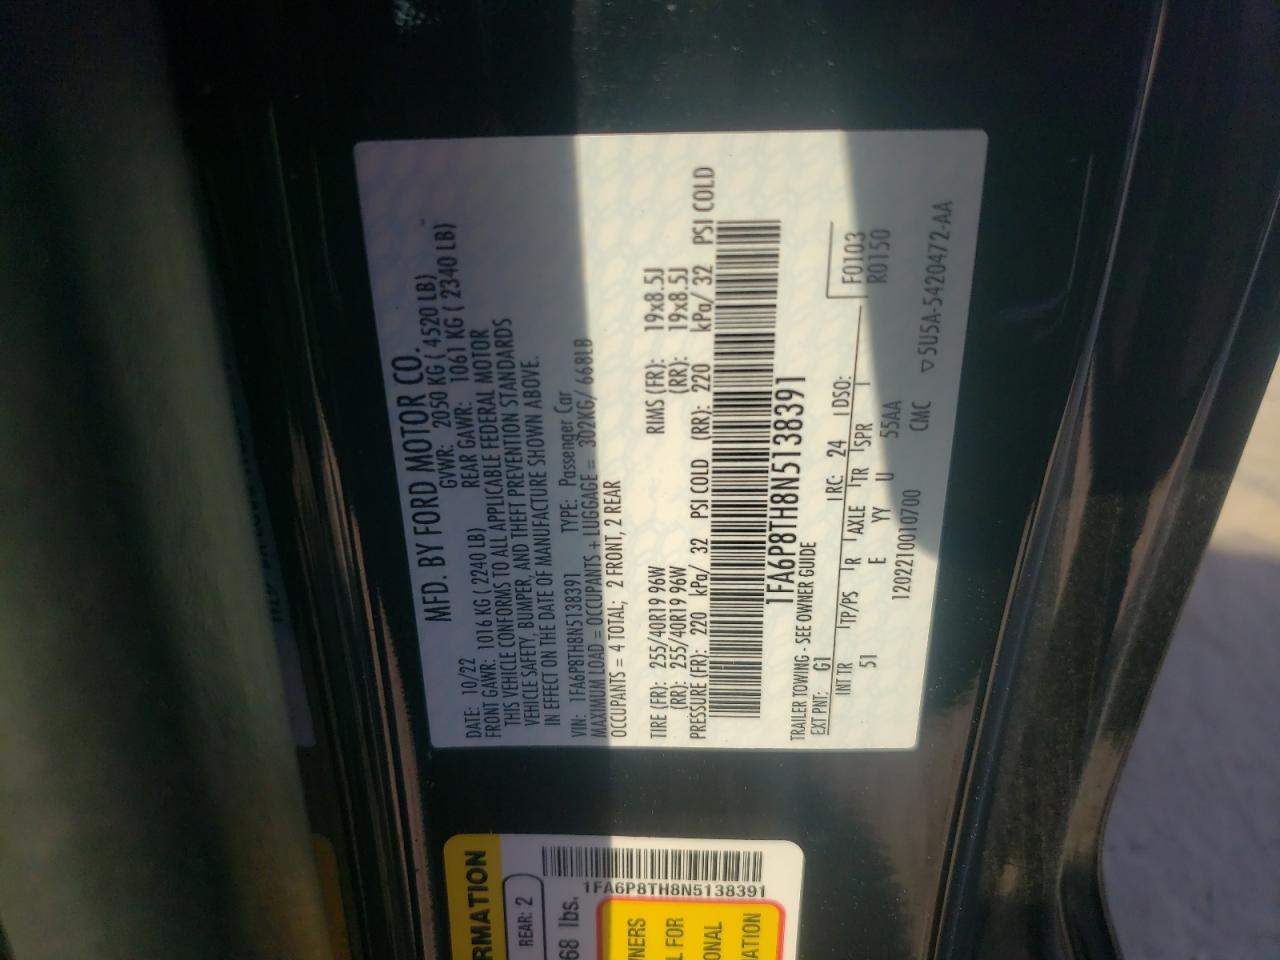 MFD. BY FORD MOTOR CO.
DATE: 10/22 GVWR: 2050 KG ( 4520 LB)
FRONT GAWR: 1016 KG ( 2240 LB) REAR GAWR: 1061 KG ( 2340 LB)
THIS VEHICLE CONFORMS TO ALL APPLICABLE FEDERAL MOTOR
VEHICLE SAFETY, BUMPER, AND THEFT PREVENTION STANDARDS
IN EFFECT ON THE DATE OF MANUFACTURE SHOWN ABOVE.
VIN: 1FA6P8TH8N5138391 TYPE: Passenger Car
MAXIMUM LOAD = OCCUPANTS + LUGGAGE = 302KG/ 668LB
OCCUPANTS = 4 TOTAL; 2 FRONT, 2 REAR
TIRE (FR): 255/40R19 96W RIMS (FR): 19x8.5J
(RR): 255/40R19 96W (RR): 19x8.5J
PRESSURE (FR): 220 kPa/ 32 PSI COLD (RR): 220 kPa/ 32 PSI COLD
1FA6P8TH8N5138391
TRAILER TOWING - SEE OWNER GUIDE
EXT PNT: G1 RC: 24 DSO:
INT TR TP/PS R AXLE TR SPR F0103
51 E YY U 55AA R0150
1202210010700 CMC ▽5U5A-5420472-AA
RMATION
REAR: 2
1FA6P8TH8N5138391
68 lbs.
NERS
L FOR
ONAL
ATION